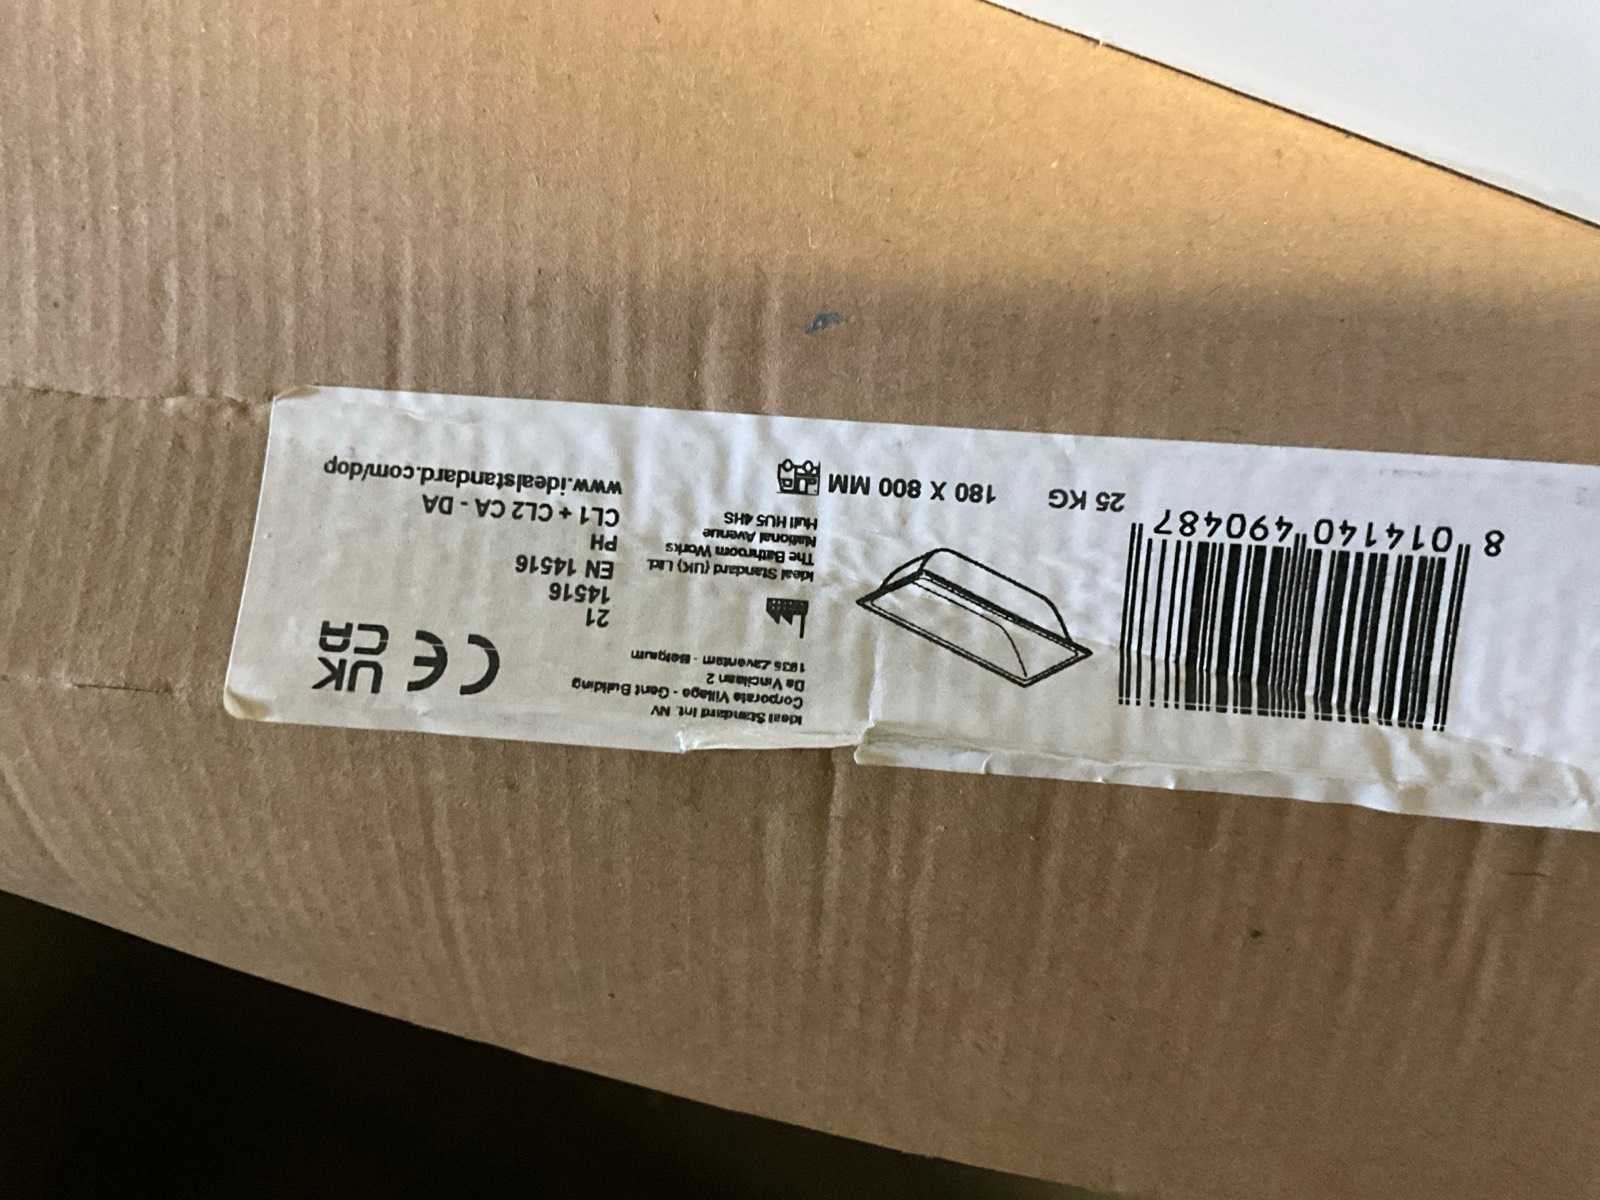 8 014140 490487
25 KG
180 X 800 MM
Ideal Standard Int. NV
Corporate Village - Gent Building
Da Vincilaan 2
1935 Zaventem - Belgium
Ideal Standard (UK) Ltd.
The Bathroom Works
National Avenue
Hull HU5 4HS
CE
UK
CA
21
14516
EN 14516
PH
CL1 + CL2 CA - DA
www.idealstandard.com/dop